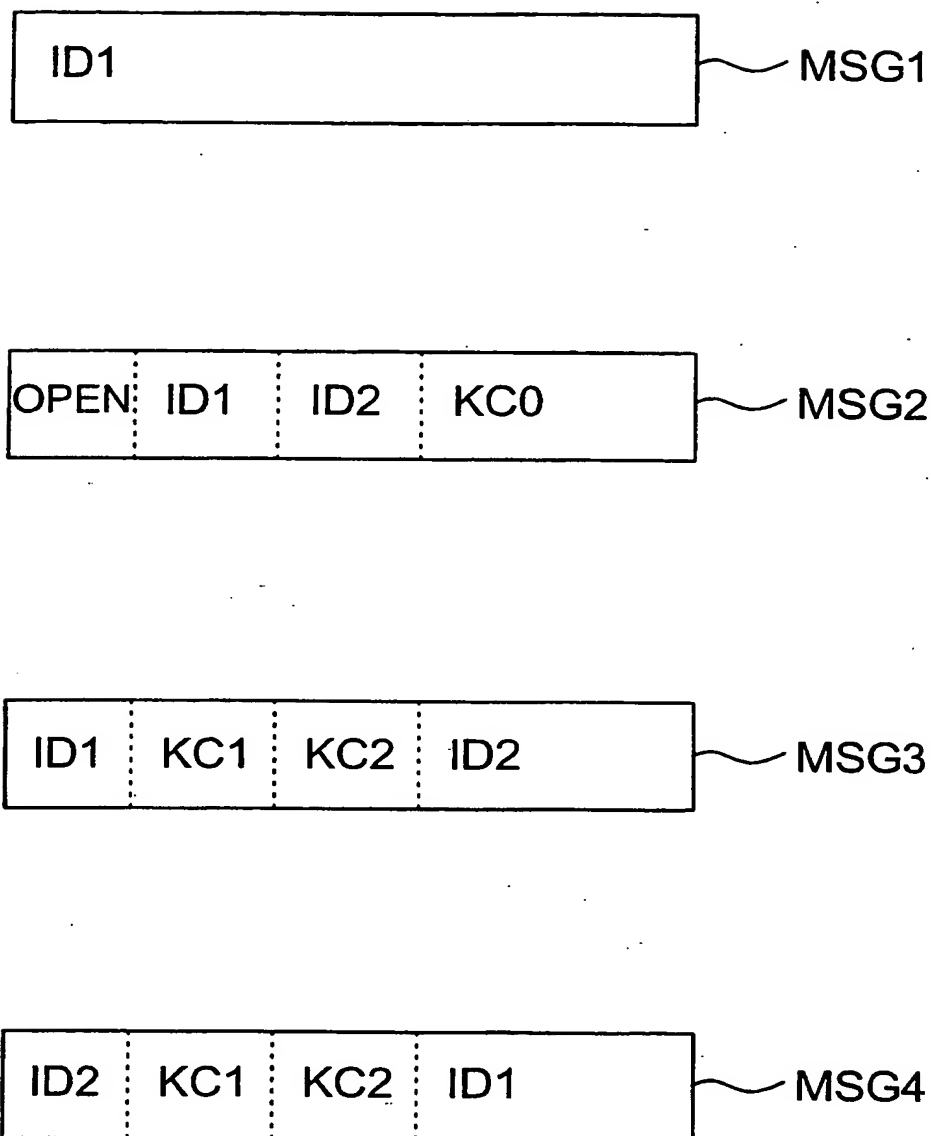 ID1 MSG1
OPEN ID1 ID2 KC0 MSG2
ID1 KC1 KC2 ID2 MSG3
ID2 KC1 KC2 ID1 MSG4